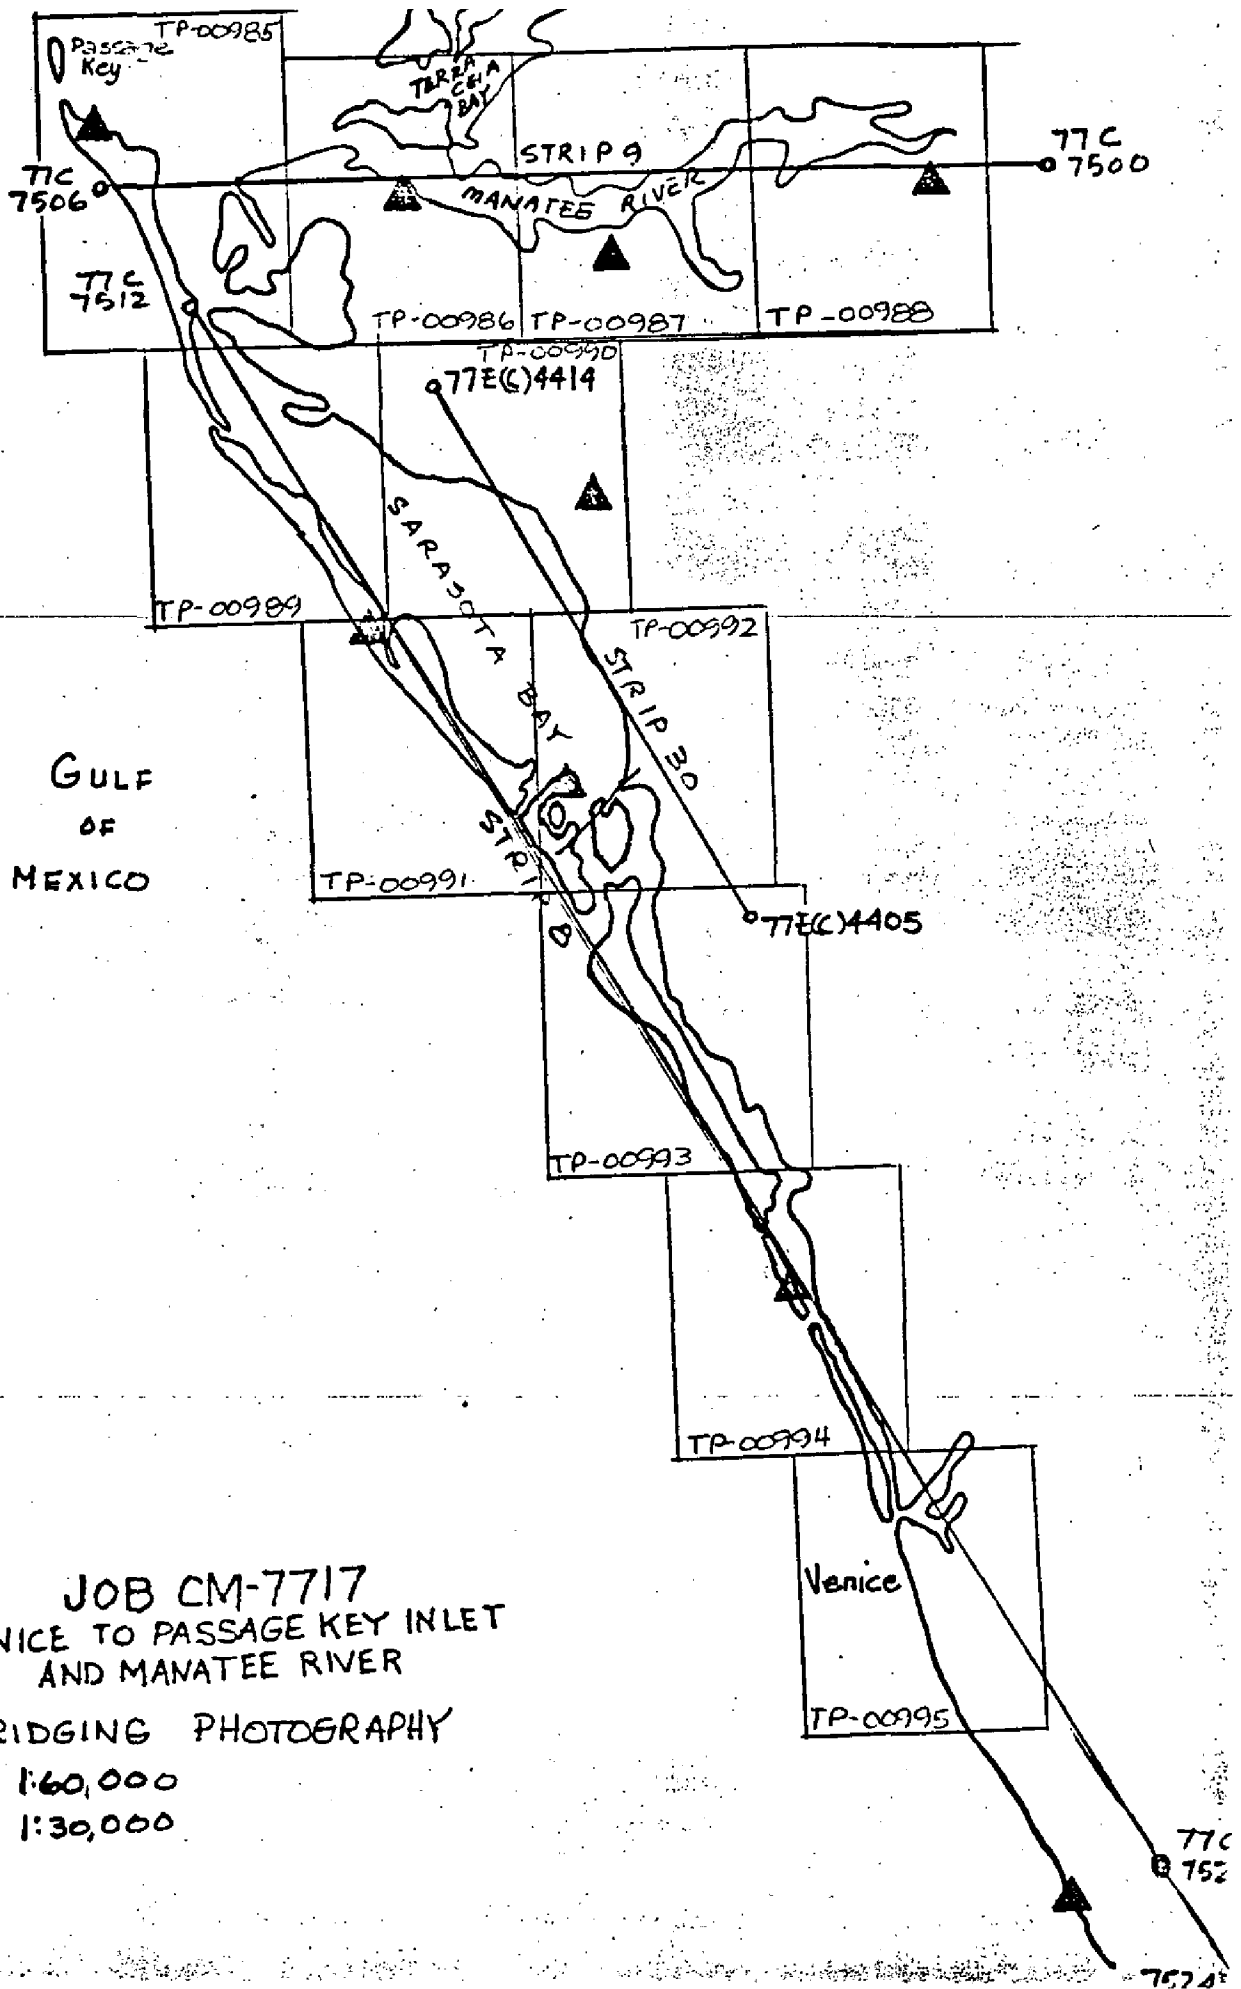 TP-00985
Passage
Key
TERRA
CEIA
BAY
STRIP 9
77C
7500
77C
7506
MANATEE RIVER
77C
7512
TP-00986
TP-00987
TP-00988
TP-00990
77E(C)4414
SARASOTA BAY
TP-00989
TP-00992
STRIP 30
GULF
OF
MEXICO
STRIP 8
TP-00991
77E(C)4405
TP-00993
TP-00994
JOB CM-7717
NICE TO PASSAGE KEY INLET
AND MANATEE RIVER
RIDGING PHOTOGRAPHY
1:60,000
1:30,000
Venice
TP-00995
77C
752
7524